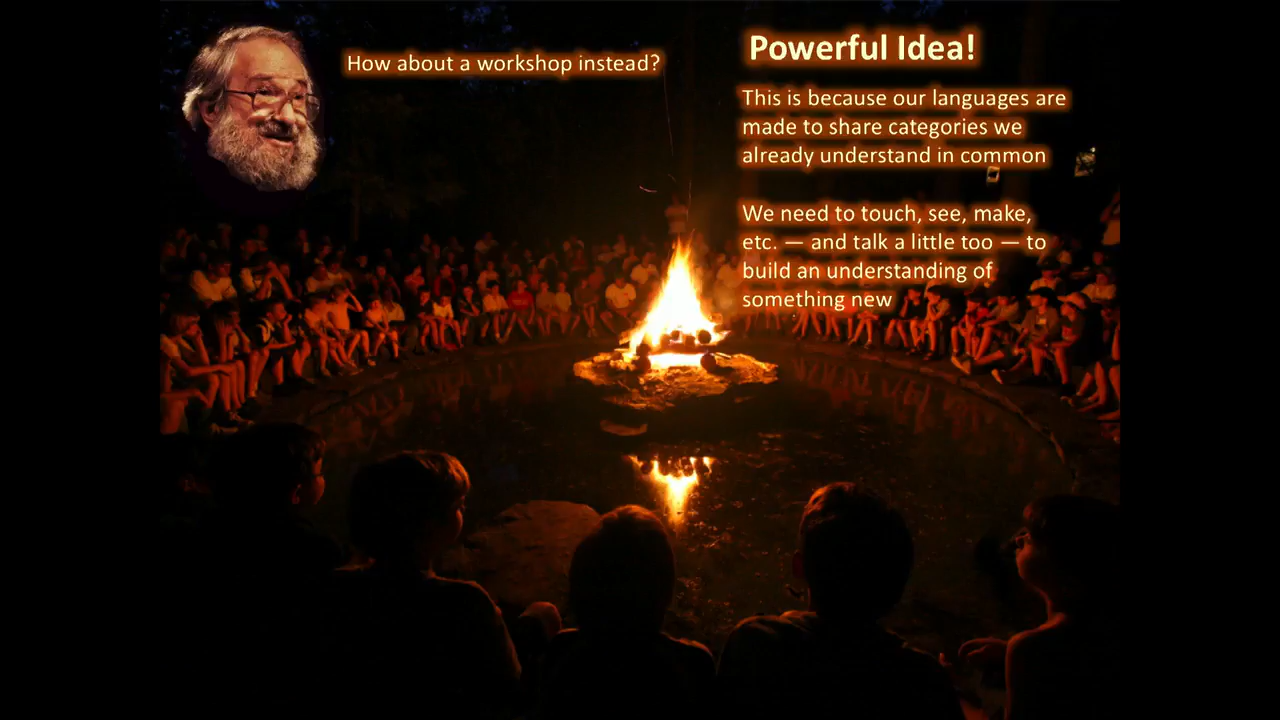 How about a workshop instead?
Powerful Idea!
This is because our languages are
made to share categories we
already understand in common
We need to touch, see, make,
etc. — and talk a little too — to
build an understanding of
something new